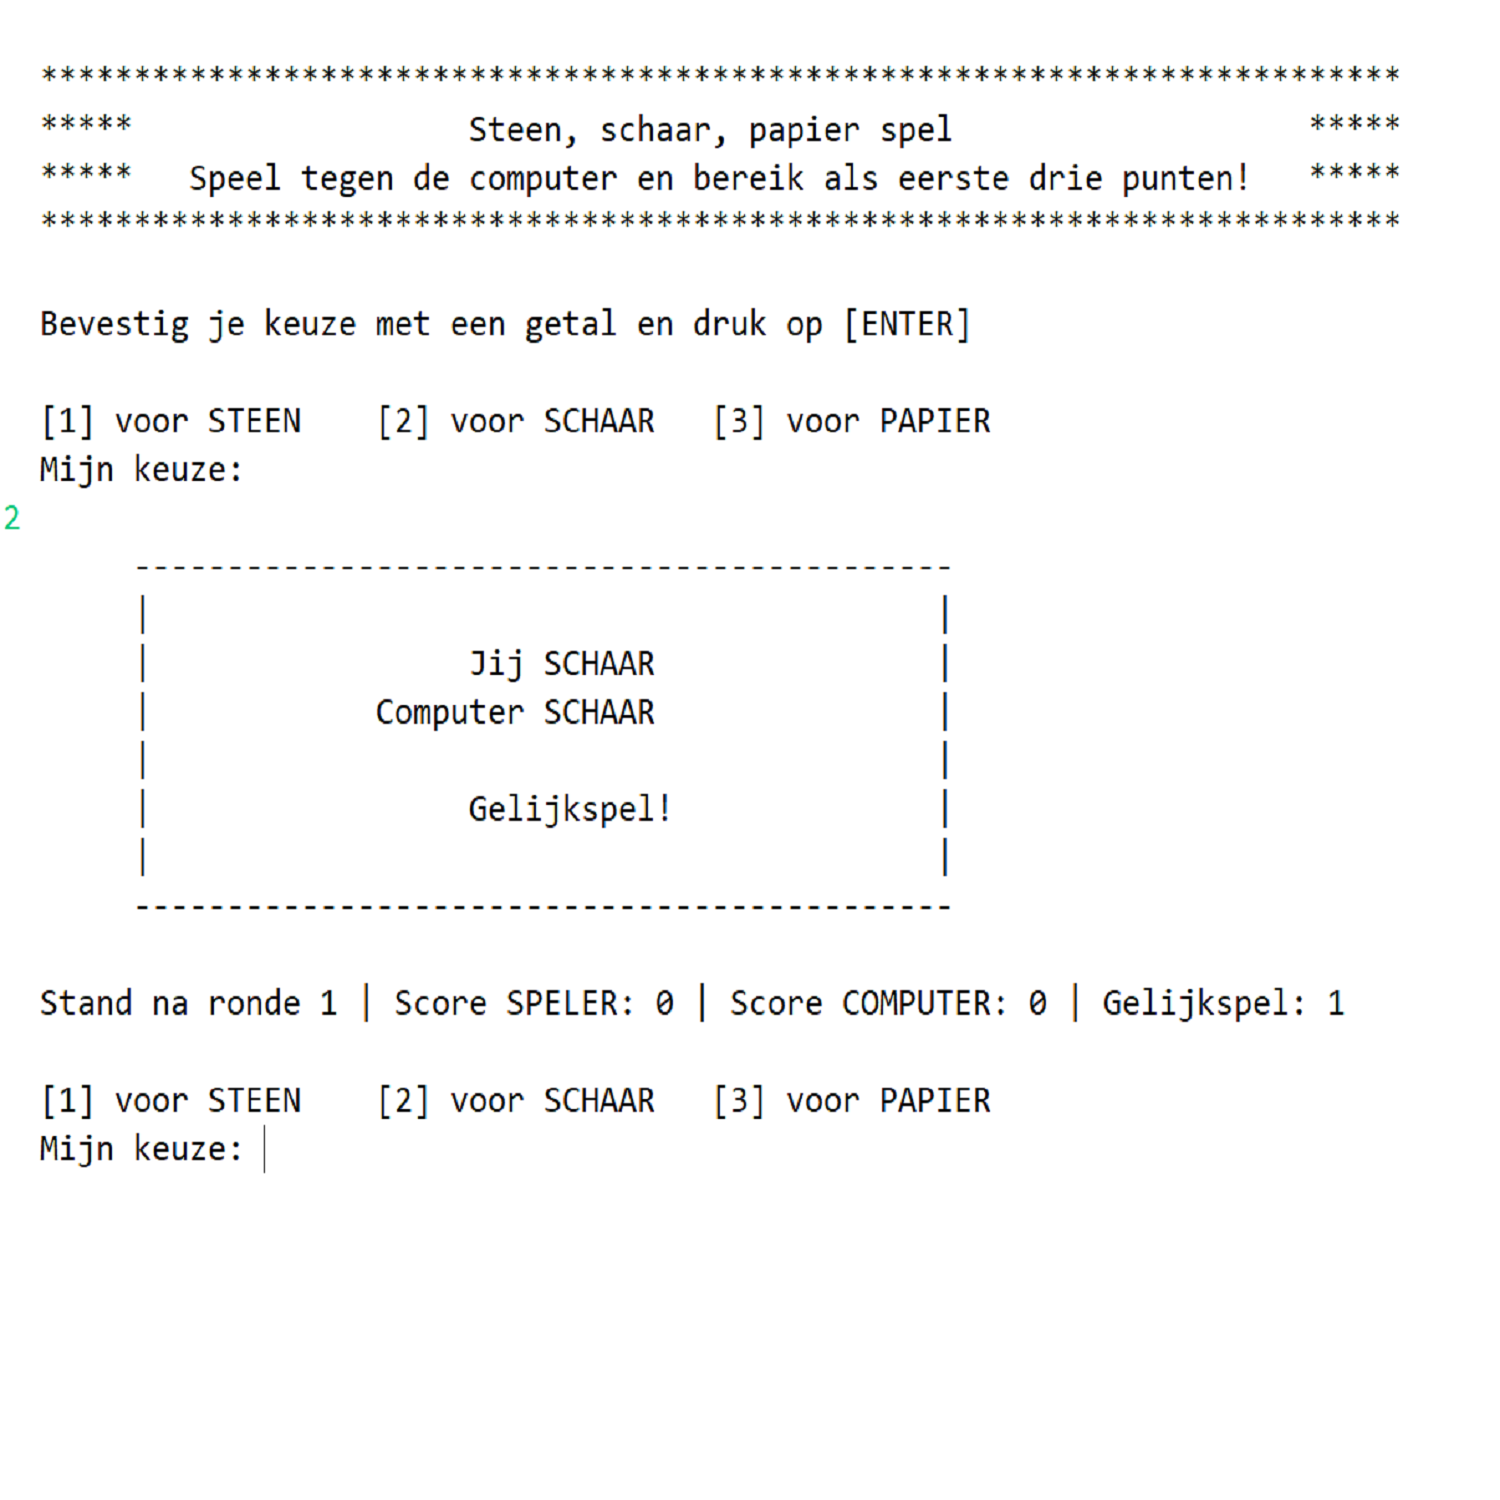 *************************************************************************
***** Steen, schaar, papier spel *****
***** Speel tegen de computer en bereik als eerste drie punten! *****
*************************************************************************
Bevestig je keuze met een getal en druk op [ENTER]
[1] voor STEEN [2] voor SCHAAR [3] voor PAPIER
Mijn keuze:
2
--------------------------------------------
| |
| Jij SCHAAR |
| Computer SCHAAR |
| |
| Gelijkspel! |
| |
--------------------------------------------
Stand na ronde 1 | Score SPELER: 0 | Score COMPUTER: 0 | Gelijkspel: 1
[1] voor STEEN [2] voor SCHAAR [3] voor PAPIER
Mijn keuze: